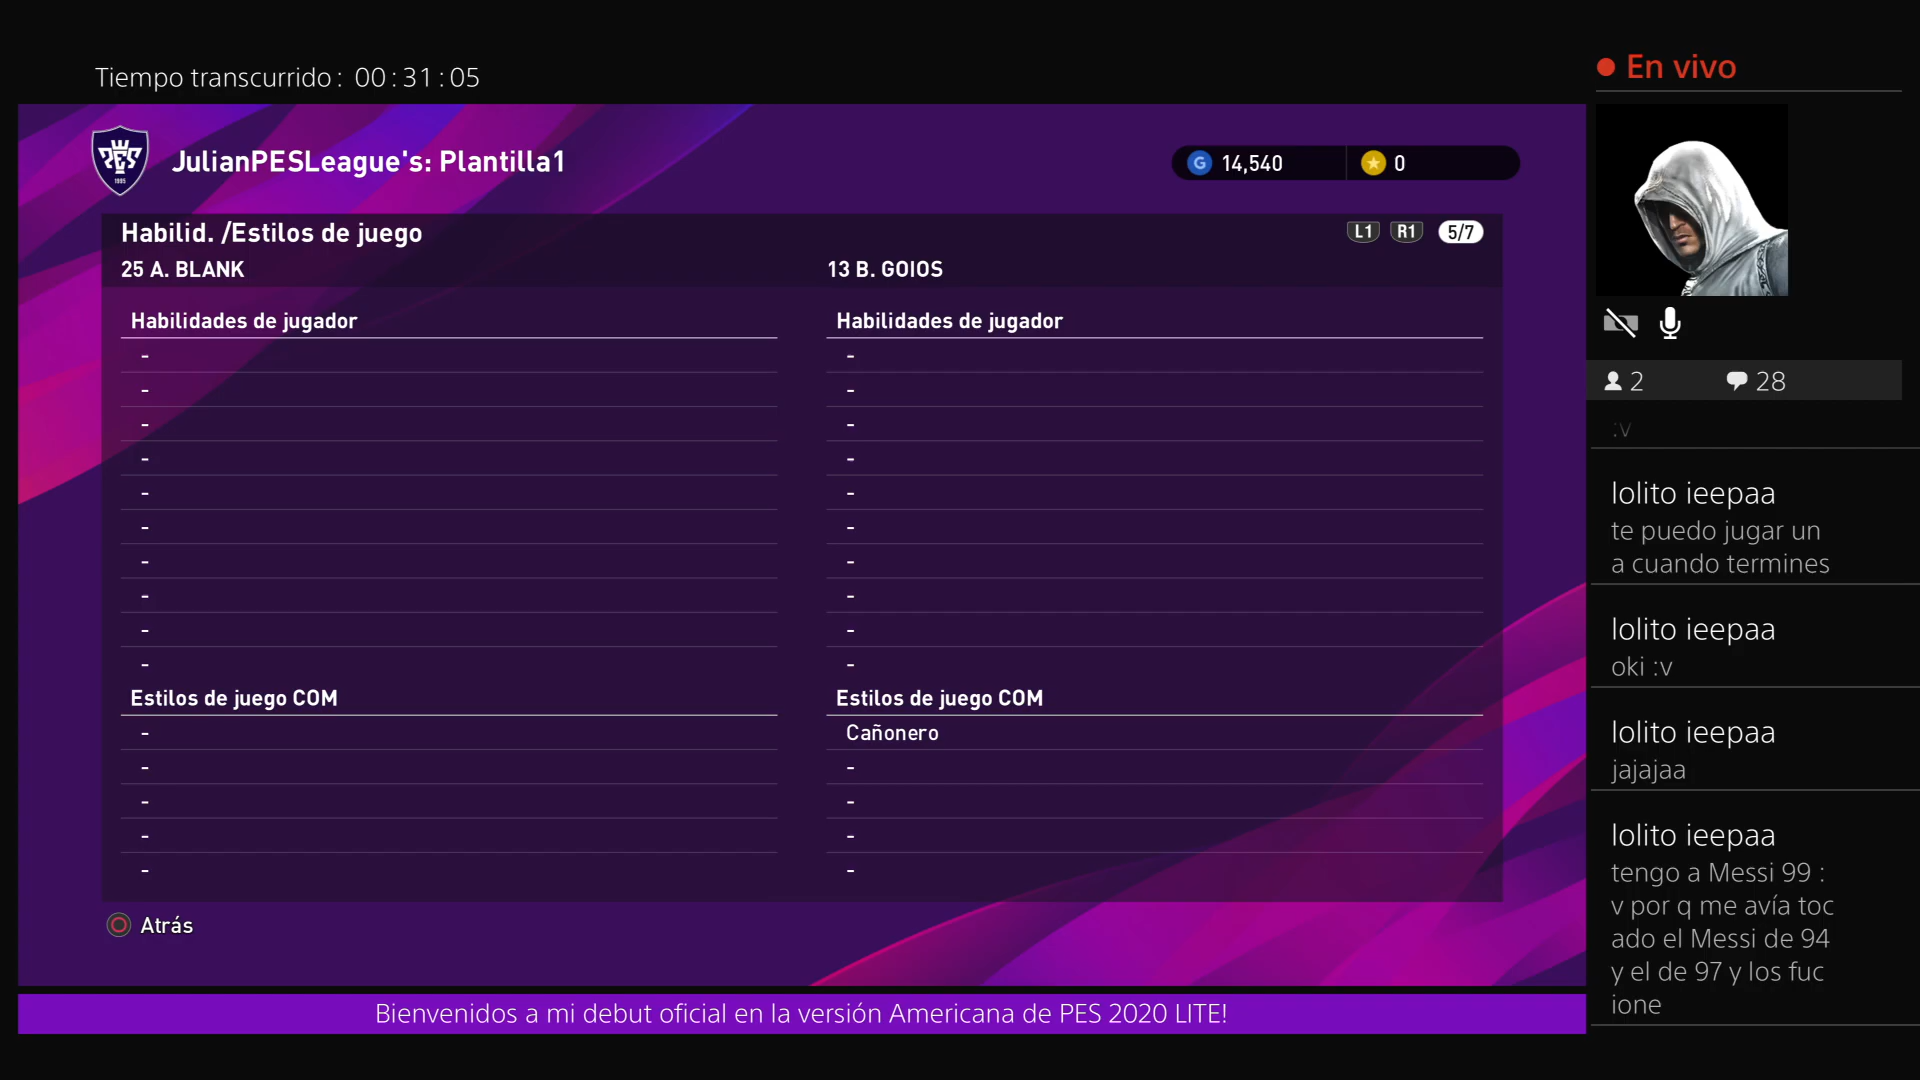 Tiempo transcurrido: 00:31:05
En vivo
PES
1995
JulianPESLeague's: Plantilla1
G 14,540
0
Habilid. /Estilos de juego
L1 R1 5/7
25 A. BLANK
13 B. GOIOS
Habilidades de jugador
-
-
-
-
-
-
-
-
-
-
Estilos de juego COM
-
-
-
-
-
Habilidades de jugador
-
-
-
-
-
-
-
-
-
-
Estilos de juego COM
Cañonero
-
-
-
-
Atrás
Bienvenidos a mi debut oficial en la versión Americana de PES 2020 LITE!
2
28
:v
lolito ieepaa
te puedo jugar un
a cuando termines
lolito ieepaa
oki :v
lolito ieepaa
jajajaa
lolito ieepaa
tengo a Messi 99 :
v por q me avía toc
ado el Messi de 94
y el de 97 y los fuc
ione